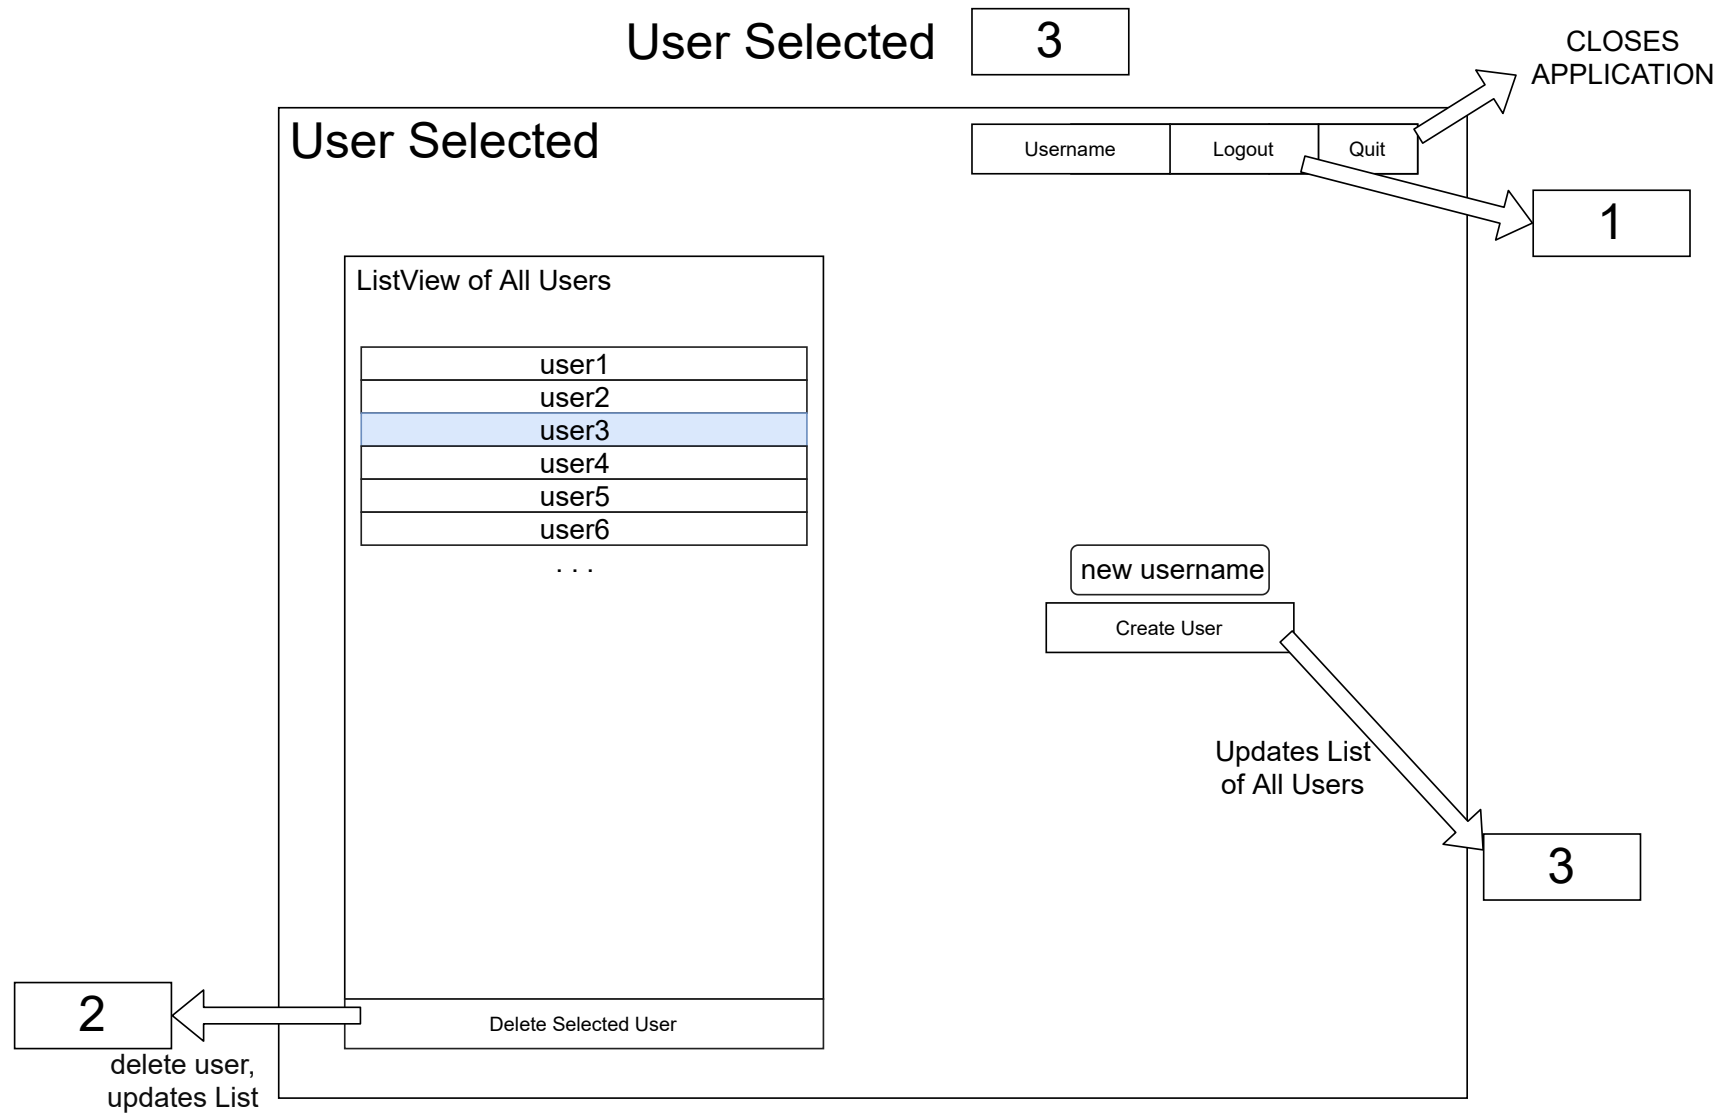 User Selected
3
CLOSES
APPLICATION
User Selected
Username
Logout
Quit
1
ListView of All Users
user1
user2
user3
user4
user5
user6
. . .
new username
Create User
Updates List
of All Users
3
Delete Selected User
2
delete user,
updates List